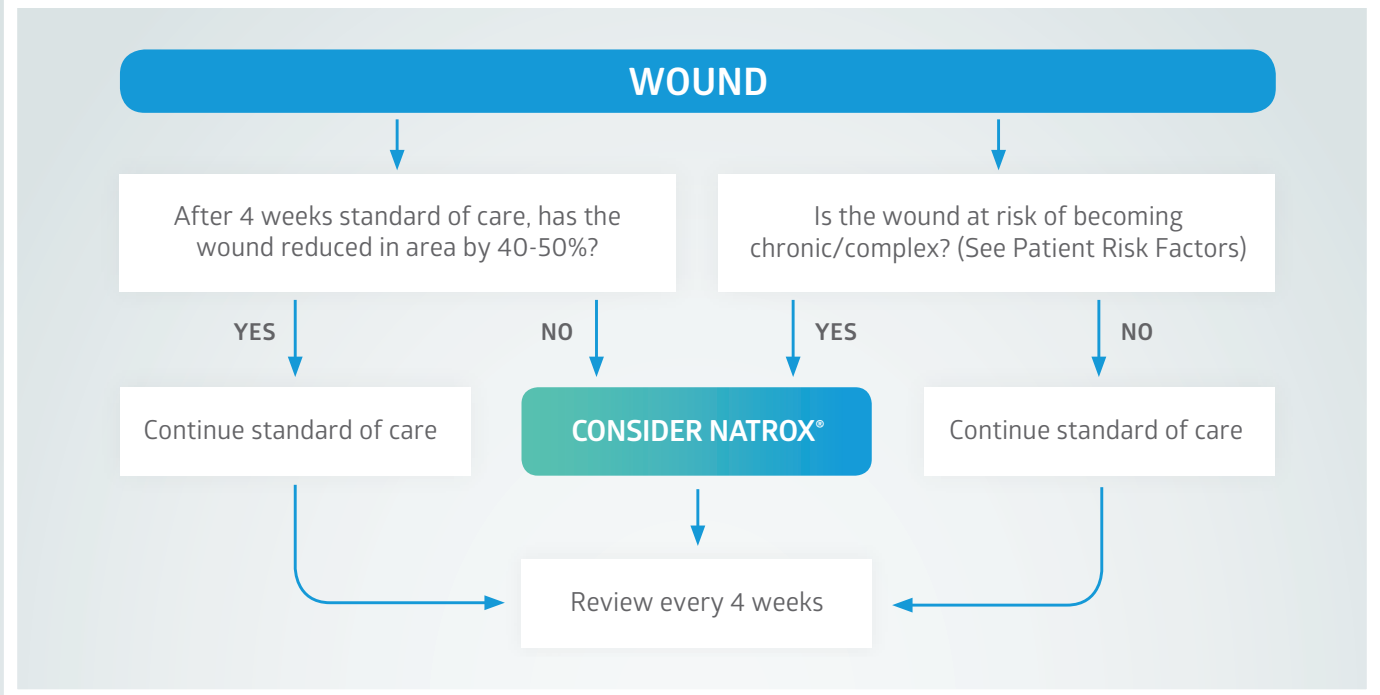 WOUND
After 4 weeks standard of care, has the
wound reduced in area by 40-50%?
Is the wound at risk of becoming
chronic/complex? (See Patient Risk Factors)
YES
NO
YES
NO
Continue standard of care
CONSIDER NATROX®
Continue standard of care
Review every 4 weeks